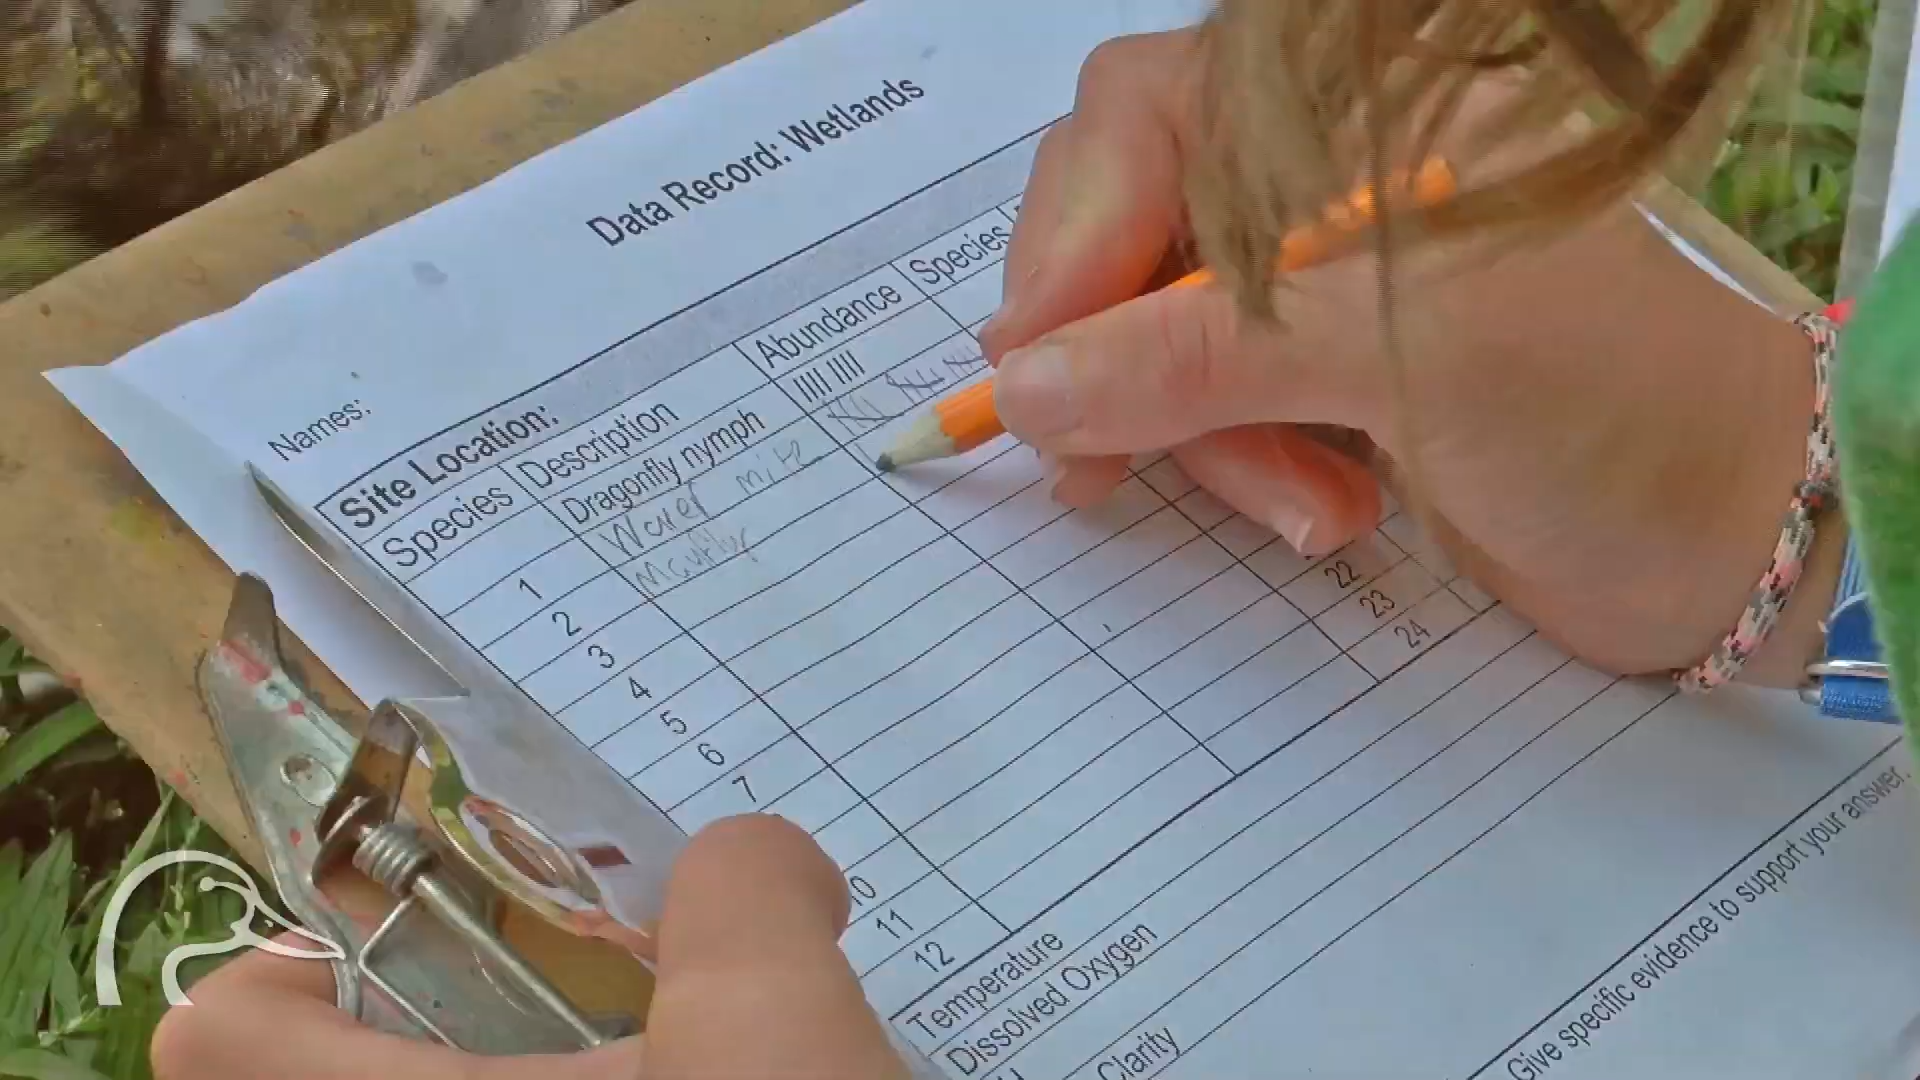 Data Record: Wetlands
Names:
Site Location:
Species Description Abundance Species
1 Dragonfly nymph IIII IIII
2 Water mite
3 Mayfly
4
5
6
7
10
11
12
22
23
24
Temperature
Dissolved Oxygen
Clarity
Give specific evidence to support your answer.